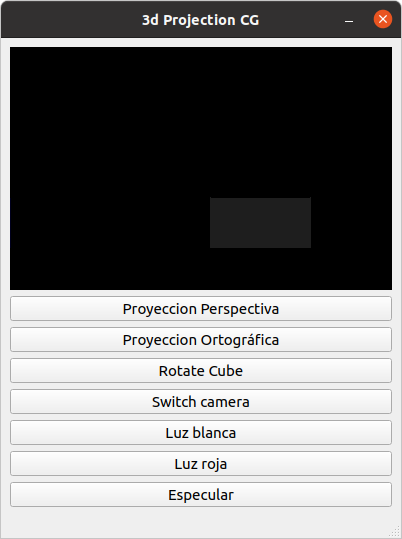 3d Projection CG
Proyeccion Perspectiva
Proyeccion Ortográfica
Rotate Cube
Switch camera
Luz blanca
Luz roja
Especular